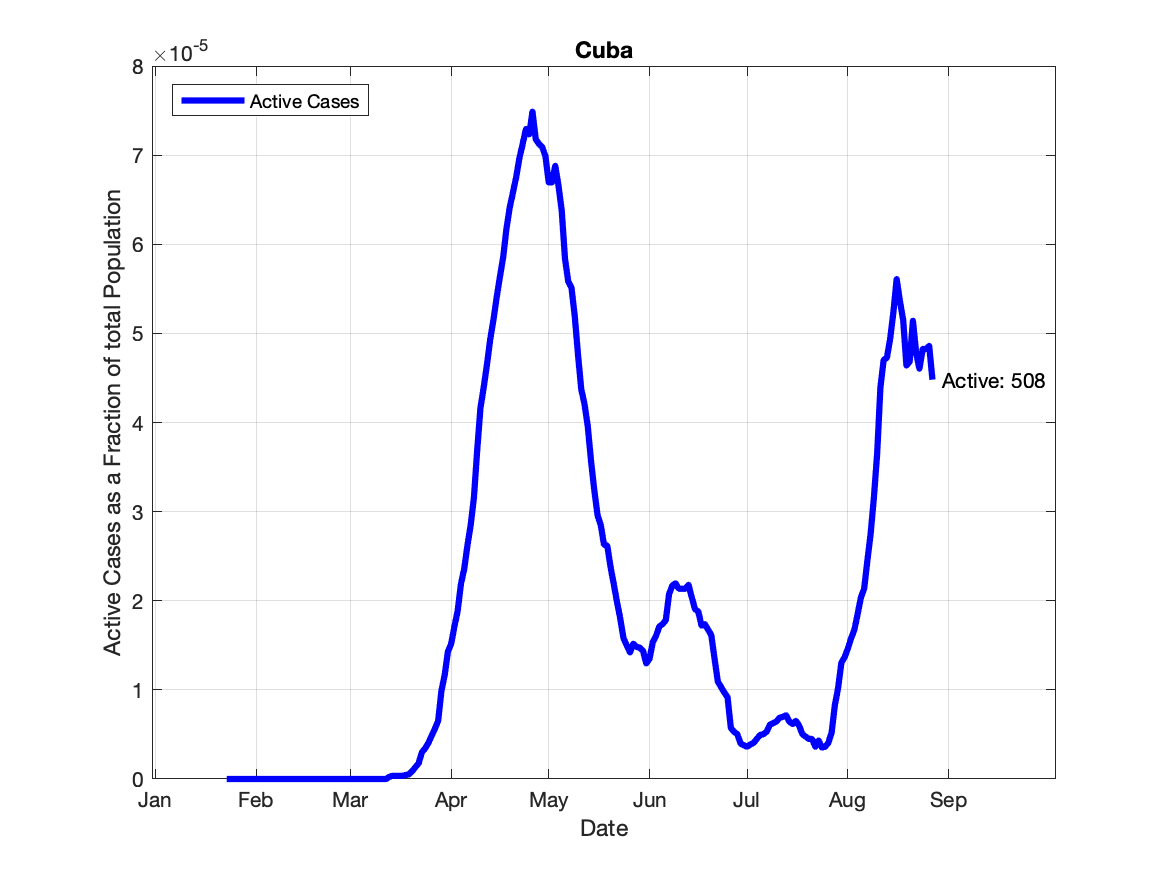 Cuba
×10-5
8
7
6
5
4
3
2
1
0
Active Cases
Active: 508
Active Cases as a Fraction of total Population
Jan Feb Mar Apr May Jun Jul Aug Sep
Date